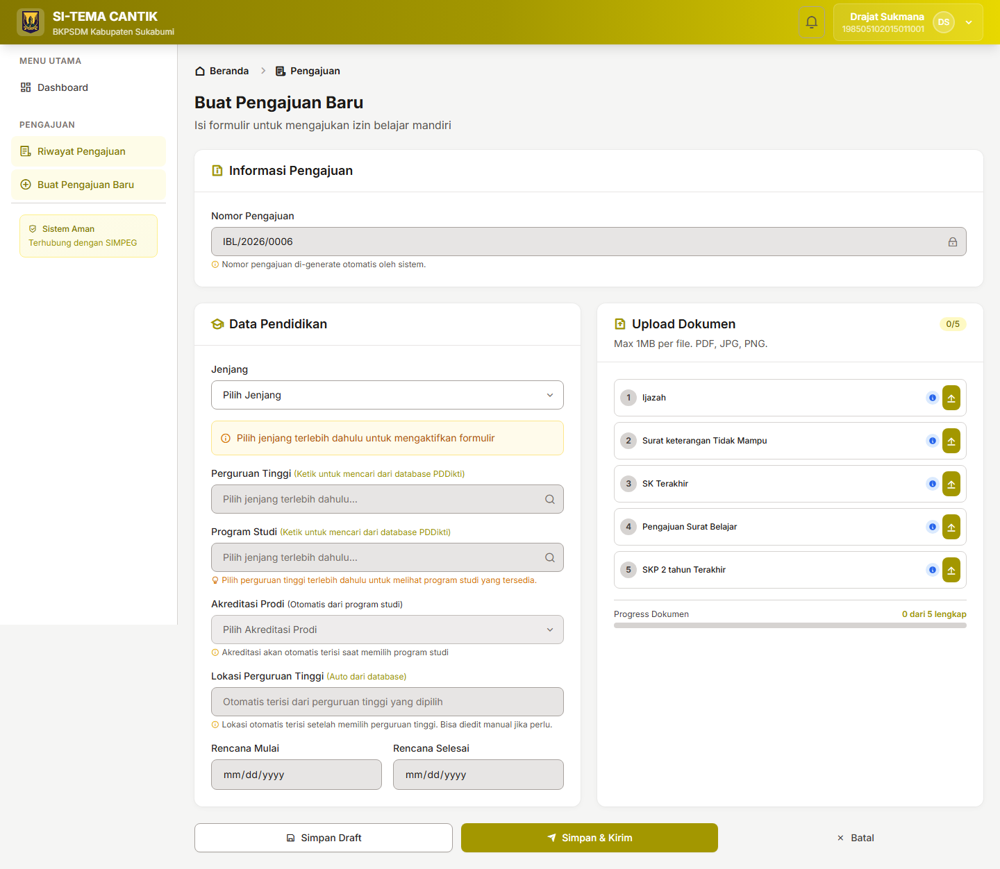 SI-TEMA CANTIK
BKPSDM Kabupaten Sukabumi
Drajat Sukmana
198505102015011001
DS
MENU UTAMA
Dashboard
PENGAJUAN
Riwayat Pengajuan
Buat Pengajuan Baru
Sistem Aman
Terhubung dengan SIMPEG
Beranda
Pengajuan
Buat Pengajuan Baru
Isi formulir untuk mengajukan izin belajar mandiri
Informasi Pengajuan
Nomor Pengajuan
IBL/2026/0006
Nomor pengajuan di-generate otomatis oleh sistem.
Data Pendidikan
Jenjang
Pilih Jenjang
Pilih jenjang terlebih dahulu untuk mengaktifkan formulir
Perguruan Tinggi (Ketik untuk mencari dari database PDDikti)
Pilih jenjang terlebih dahulu...
Program Studi (Ketik untuk mencari dari database PDDikti)
Pilih jenjang terlebih dahulu...
Pilih perguruan tinggi terlebih dahulu untuk melihat program studi yang tersedia.
Akreditasi Prodi (Otomatis dari program studi)
Pilih Akreditasi Prodi
Akreditasi akan otomatis terisi saat memilih program studi
Lokasi Perguruan Tinggi (Auto dari database)
Otomatis terisi dari perguruan tinggi yang dipilih
Lokasi otomatis terisi setelah memilih perguruan tinggi. Bisa diedit manual jika perlu.
Rencana Mulai
Rencana Selesai
mm/dd/yyyy
mm/dd/yyyy
Upload Dokumen
0/5
Max 1MB per file. PDF, JPG, PNG.
1 Ijazah
2 Surat keterangan Tidak Mampu
3 SK Terakhir
4 Pengajuan Surat Belajar
5 SKP 2 tahun Terakhir
Progress Dokumen
0 dari 5 lengkap
Simpan Draft
Simpan & Kirim
Batal